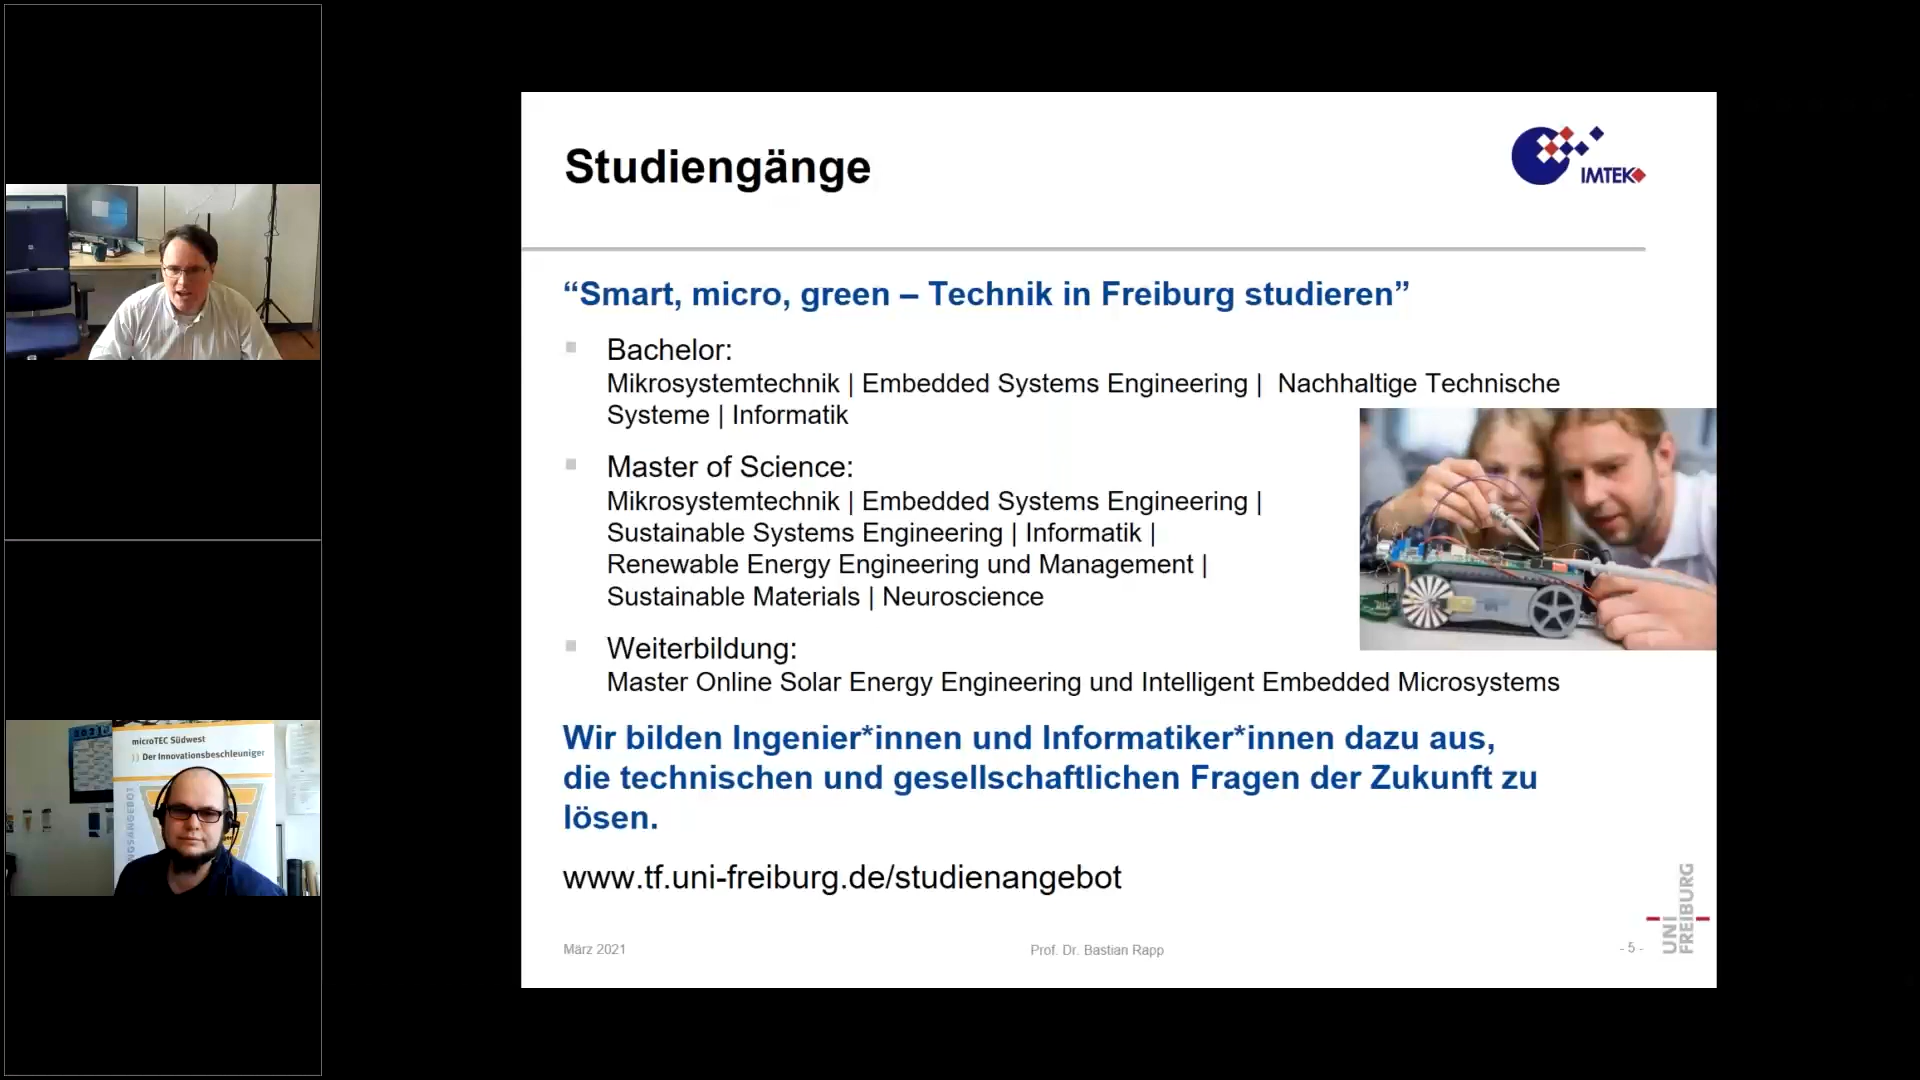 Studiengänge
IMTEK
“Smart, micro, green – Technik in Freiburg studieren”
Bachelor:
Mikrosystemtechnik | Embedded Systems Engineering | Nachhaltige Technische
Systeme | Informatik
Master of Science:
Mikrosystemtechnik | Embedded Systems Engineering |
Sustainable Systems Engineering | Informatik |
Renewable Energy Engineering und Management |
Sustainable Materials | Neuroscience
Weiterbildung:
Master Online Solar Energy Engineering und Intelligent Embedded Microsystems
Wir bilden Ingenier*innen und Informatiker*innen dazu aus,
die technischen und gesellschaftlichen Fragen der Zukunft zu
lösen.
www.tf.uni-freiburg.de/studienangebot
März 2021
Prof. Dr. Bastian Rapp
- 5 -
UNI
FREIBURG
microTEC Südwest
⟩⟩ Der Innovationsbeschleuniger
2021